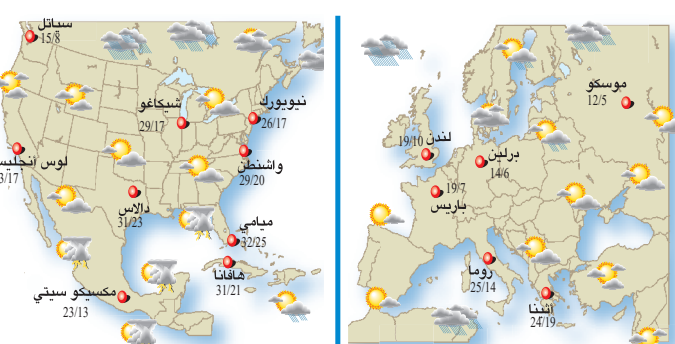 سياتل
15/8
شيكاغو
29/17
نيويورك
26/17
واشنطن
29/20
دالاس
31/23
ميامي
32/25
هافانا
31/21
مكسيكو سيتي
23/13
موسكو
12/5
لندن
19/10
برلين
14/6
19/7
باريس
روما
25/14
أثينا
24/19